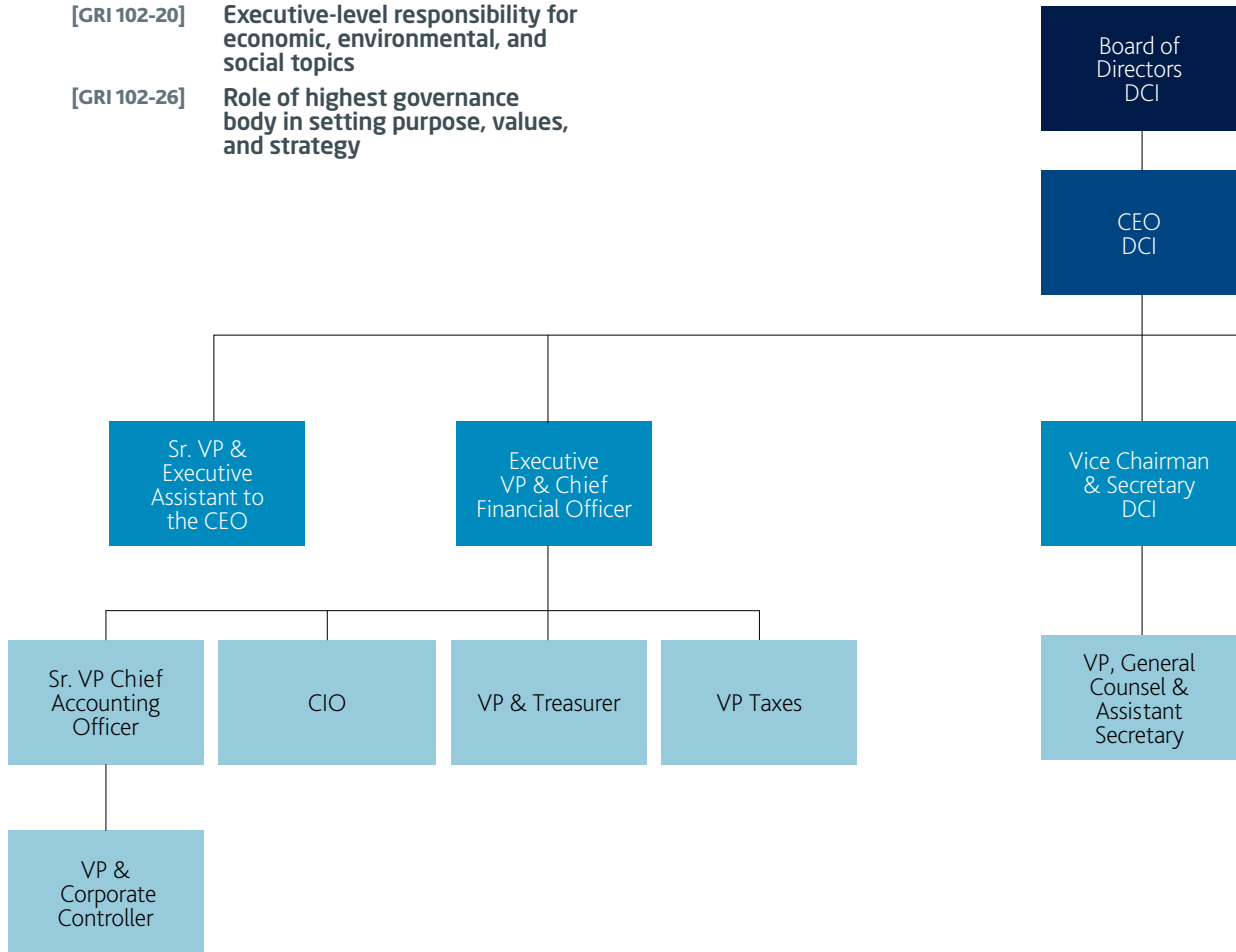 [GRI 102-20] Executive-level responsibility for
economic, environmental, and
social topics
[GRI 102-26] Role of highest governance
body in setting purpose, values,
and strategy
Board of
Directors
DCI
CEO
DCI
Sr. VP &
Executive
Assistant to
the CEO
Executive
VP & Chief
Financial Officer
Vice Chairman
& Secretary
DCI
Sr. VP Chief
Accounting
Officer
CIO
VP & Treasurer
VP Taxes
VP, General
Counsel &
Assistant
Secretary
VP &
Corporate
Controller